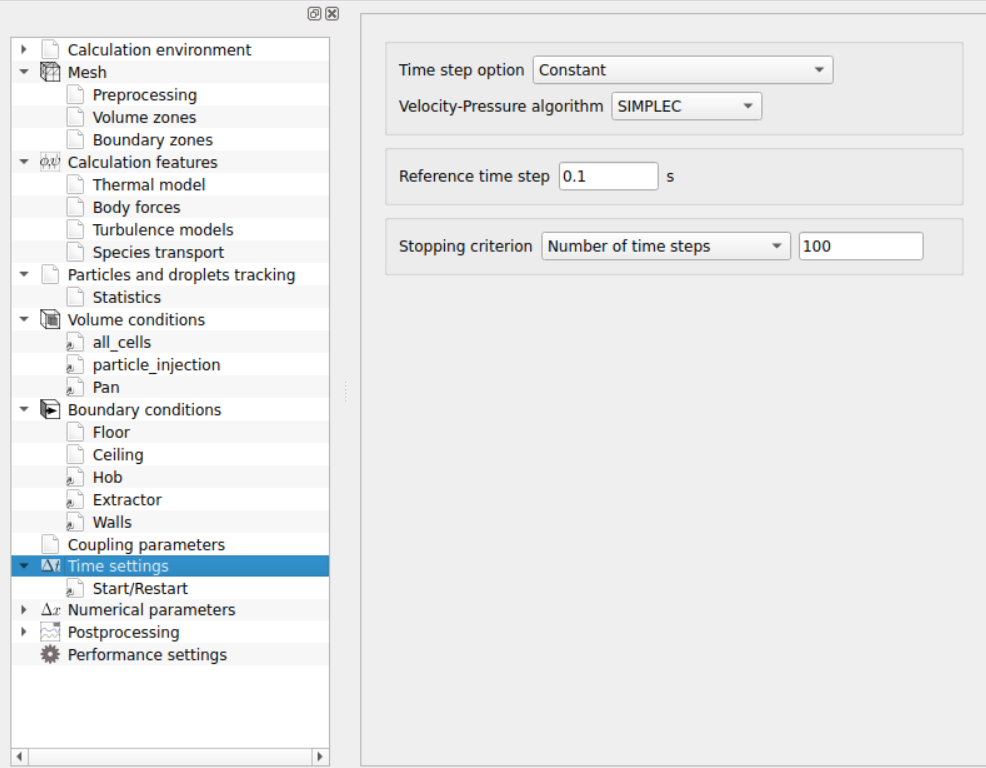 Calculation environment
Mesh
Preprocessing
Volume zones
Boundary zones
Calculation features
Thermal model
Body forces
Turbulence models
Species transport
Particles and droplets tracking
Statistics
Volume conditions
all_cells
particle_injection
Pan
Boundary conditions
Floor
Ceiling
Hob
Extractor
Walls
Coupling parameters
Δt Time settings
Start/Restart
Δx Numerical parameters
Postprocessing
Performance settings
Time step option Constant
Velocity-Pressure algorithm SIMPLEC
Reference time step 0.1 s
Stopping criterion Number of time steps 100